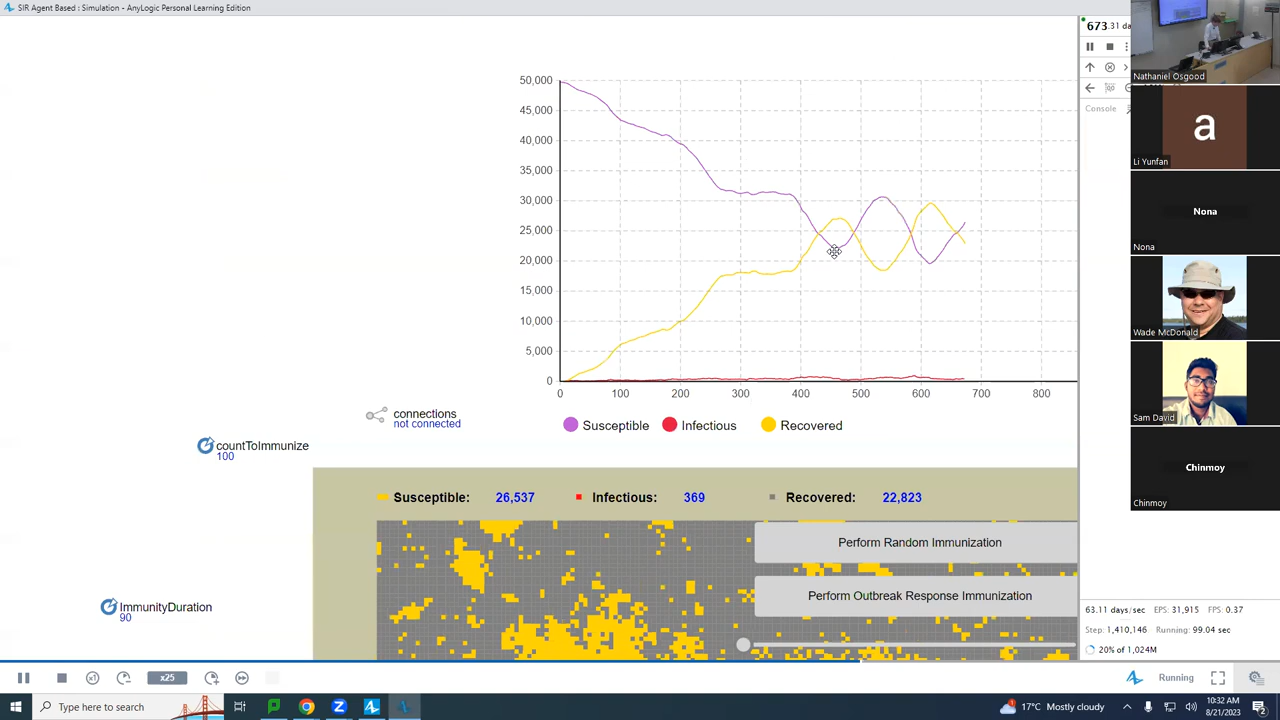 SIR Agent Based : Simulation - AnyLogic Personal Learning Edition
673.31 da
Nathaniel Osgood
50,000
45,000
40,000
35,000
30,000
25,000
20,000
15,000
10,000
5,000
0
0 100 200 300 400 500 600 700 800
Susceptible Infectious Recovered
connections
not connected
countToImmunize
100
Susceptible: 26,537 Infectious: 369 Recovered: 22,823
Perform Random Immunization
Perform Outbreak Response Immunization
ImmunityDuration
90
Console
a
Li Yunfan
Nona
Nona
Wade McDonald
Sam David
Chinmoy
Chinmoy
63.11 days/sec EPS: 31,915 FPS: 0.37
Step: 1,410,146 Running: 99.04 sec
20% of 1,024M
x25
Running
Type here to search
17°C Mostly cloudy
10:32 AM
8/21/2023
2